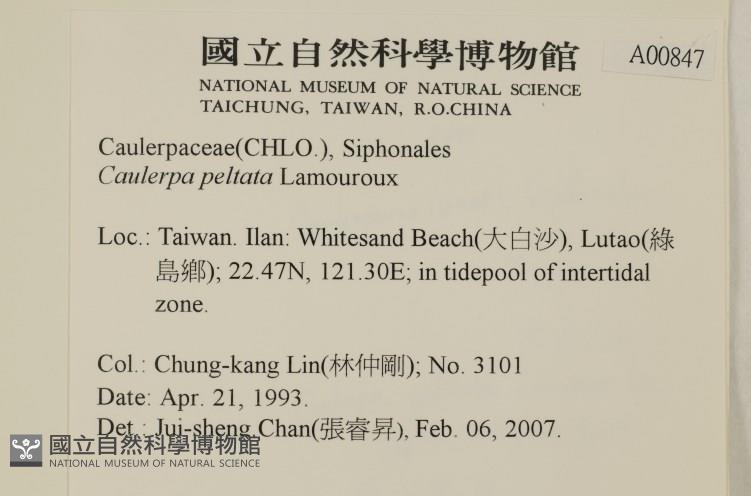 國立自然科學博物館
A00847
NATIONAL MUSEUM OF NATURAL SCIENCE
TAICHUNG, TAIWAN, R.O.CHINA
Caulerpaceae(CHLO.), Siphonales
Caulerpa peltata Lamouroux
Loc.: Taiwan. Ilan: Whitesand Beach(大白沙), Lutao(綠
島鄉); 22.47N, 121.30E; in tidepool of intertidal
zone.
Col.: Chung-kang Lin(林仲剛); No. 3101
Date: Apr. 21, 1993.
Det.: Jui-sheng Chan(張睿昇), Feb. 06, 2007.
國立自然科學博物館
NATIONAL MUSEUM OF NATURAL SCIENCE